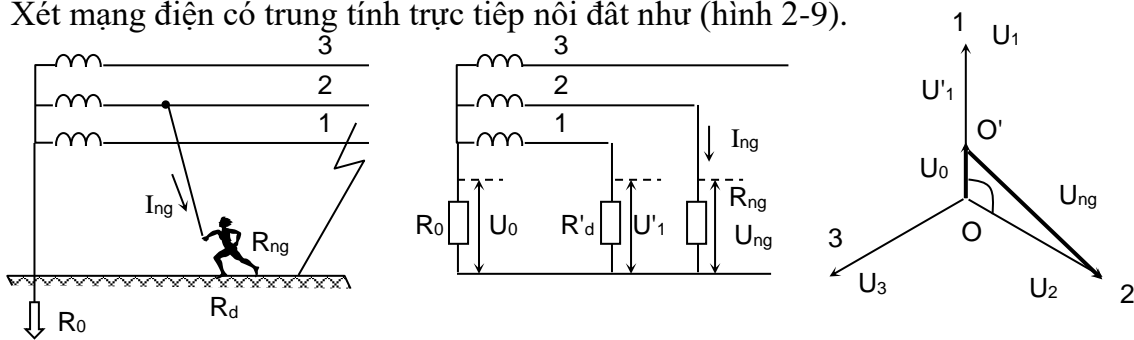 Xét mạng điện có trung tính trực tiếp nối đất như (hình 2-9).
3
2
1
Ing
Rng
Rd
R0
3
2
1
Ing
R0
U0
R'd
U'1
Rng
Ung
1
U1
U'1
O'
U0
Ung
O
3
U3
U2
2